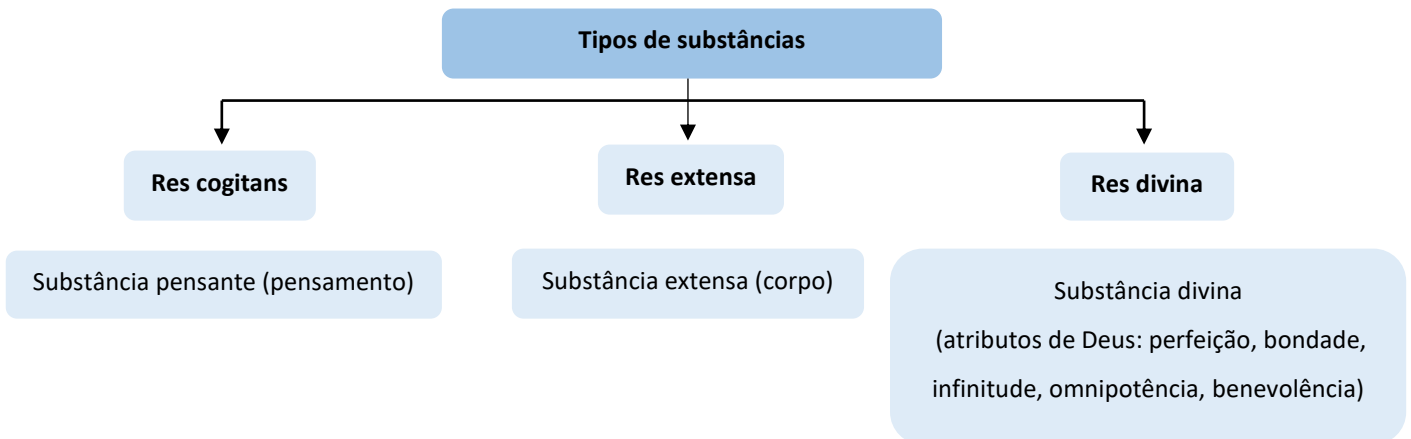 Tipos de substâncias
Res cogitans
Res extensa
Res divina
Substância pensante (pensamento)
Substância extensa (corpo)
Substância divina
(atributos de Deus: perfeição, bondade,
infinitude, omnipotência, benevolência)